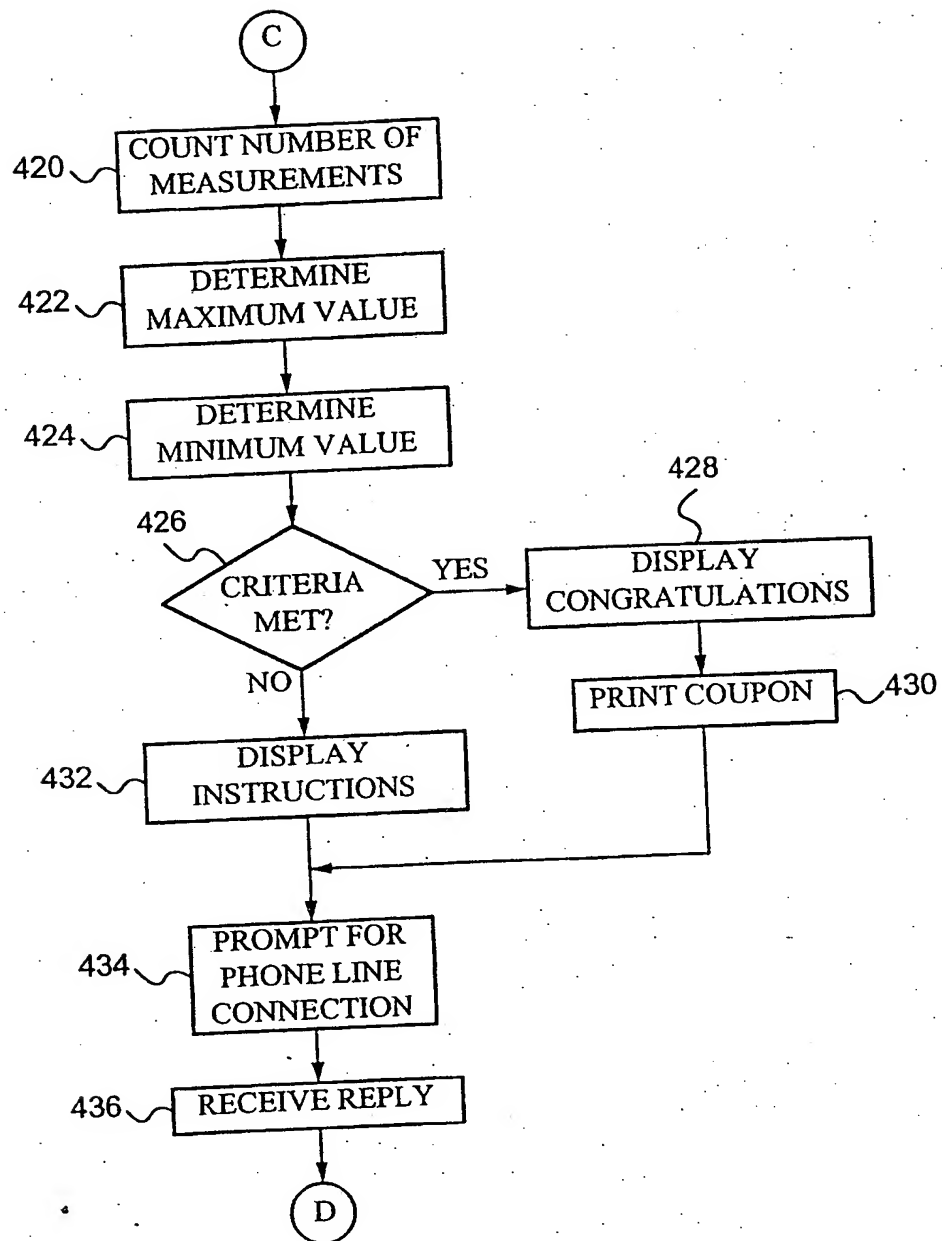 C
420
COUNT NUMBER OF
MEASUREMENTS
422
DETERMINE
MAXIMUM VALUE
424
DETERMINE
MINIMUM VALUE
426
CRITERIA
MET?
YES
NO
428
DISPLAY
CONGRATULATIONS
PRINT COUPON
430
432
DISPLAY
INSTRUCTIONS
434
PROMPT FOR
PHONE LINE
CONNECTION
436
RECEIVE REPLY
D